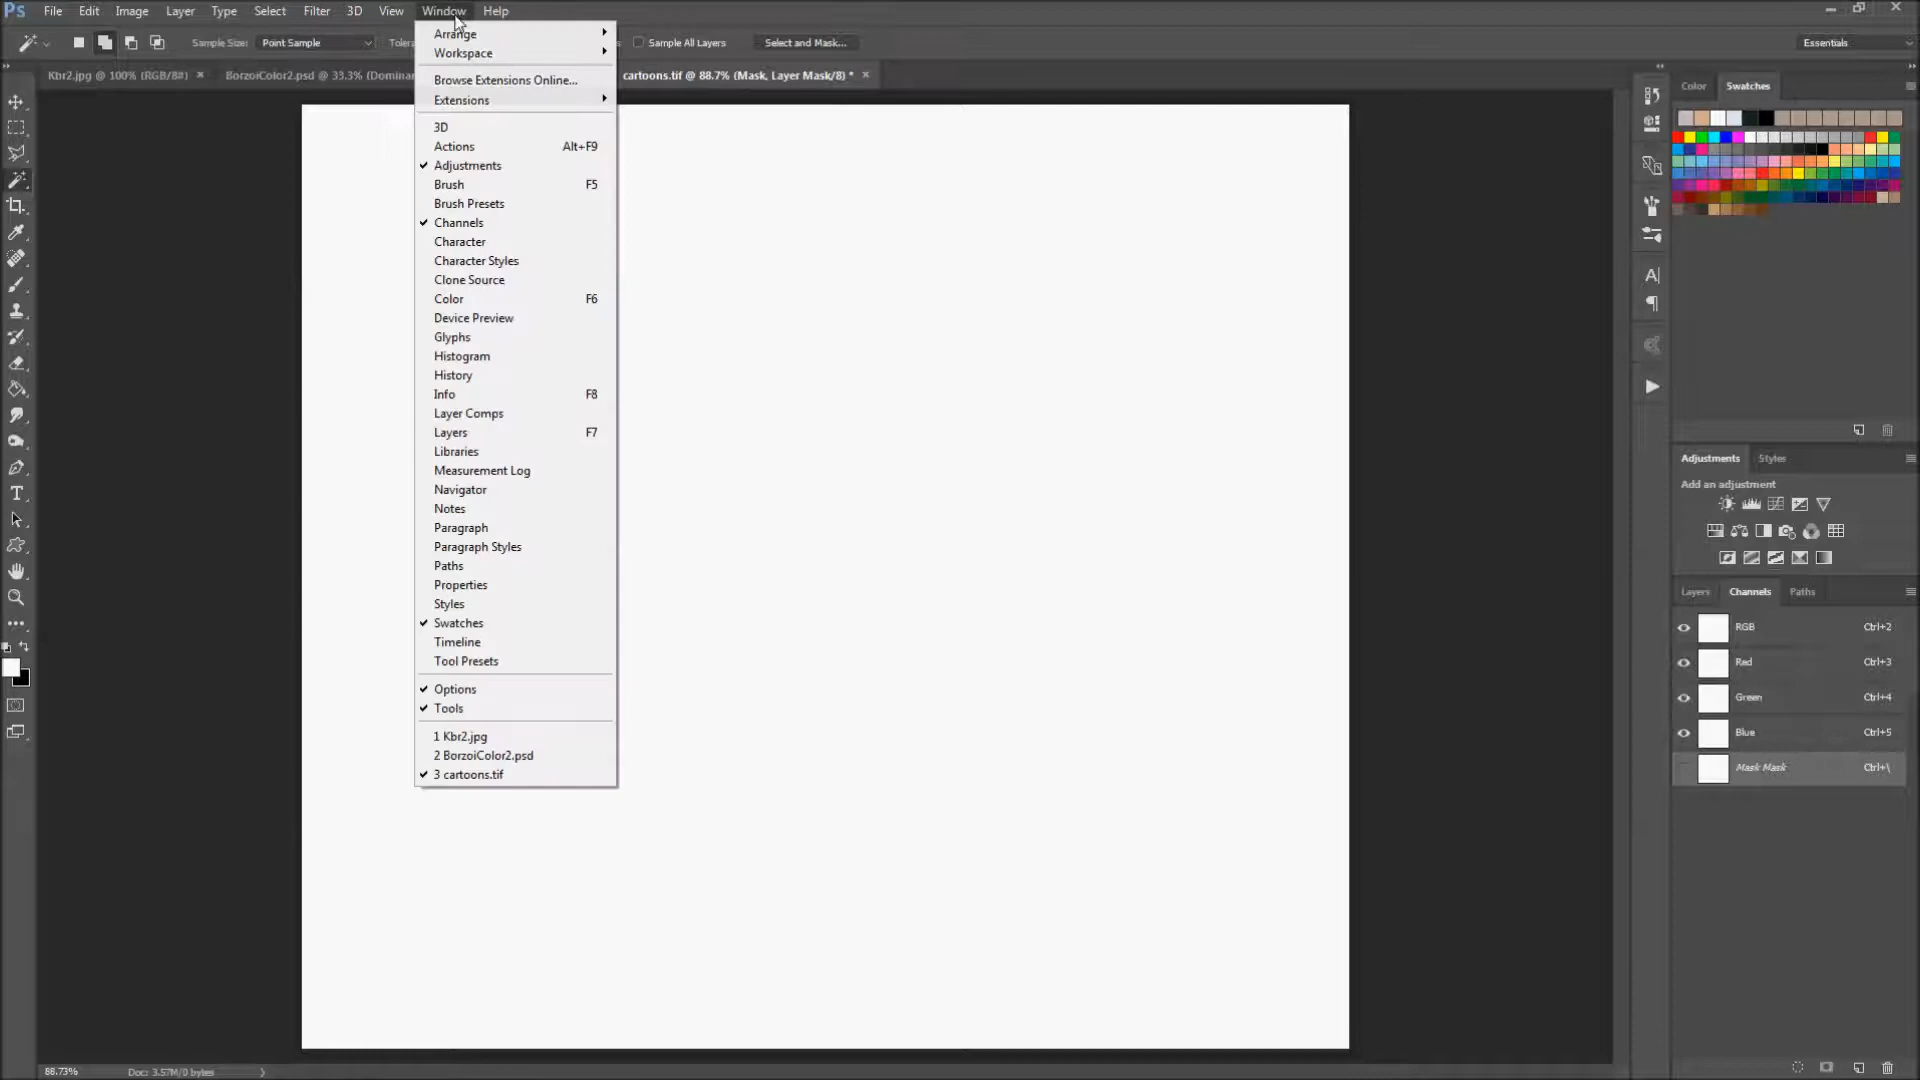 Ps File Edit Image Layer Type Select Filter 3D View Window Help
Sample Size: Point Sample Sample All Layers Select and Mask... Essentials
Kbr2.jpg @ 100% (RGB/8#) × BorzoiColor2.psd @ 33.3% cartoons.tif @ 88.7% (Mask, Layer Mask/8) * ×
Arrange
Workspace
Browse Extensions Online...
Extensions
3D
Actions Alt+F9
Adjustments
Brush F5
Brush Presets
Channels
Character
Character Styles
Clone Source
Color F6
Device Preview
Glyphs
Histogram
History
Info F8
Layer Comps
Layers F7
Libraries
Measurement Log
Navigator
Notes
Paragraph
Paragraph Styles
Paths
Properties
Styles
Swatches
Timeline
Tool Presets
Options
Tools
1 Kbr2.jpg
2 BorzoiColor2.psd
3 cartoons.tif
Color Swatches
Adjustments Styles
Add an adjustment
Layers Channels Paths
RGB Ctrl+2
Red Ctrl+3
Green Ctrl+4
Blue Ctrl+5
Mask Mask Ctrl+\
88.73% Doc: 3.57M/0 bytes